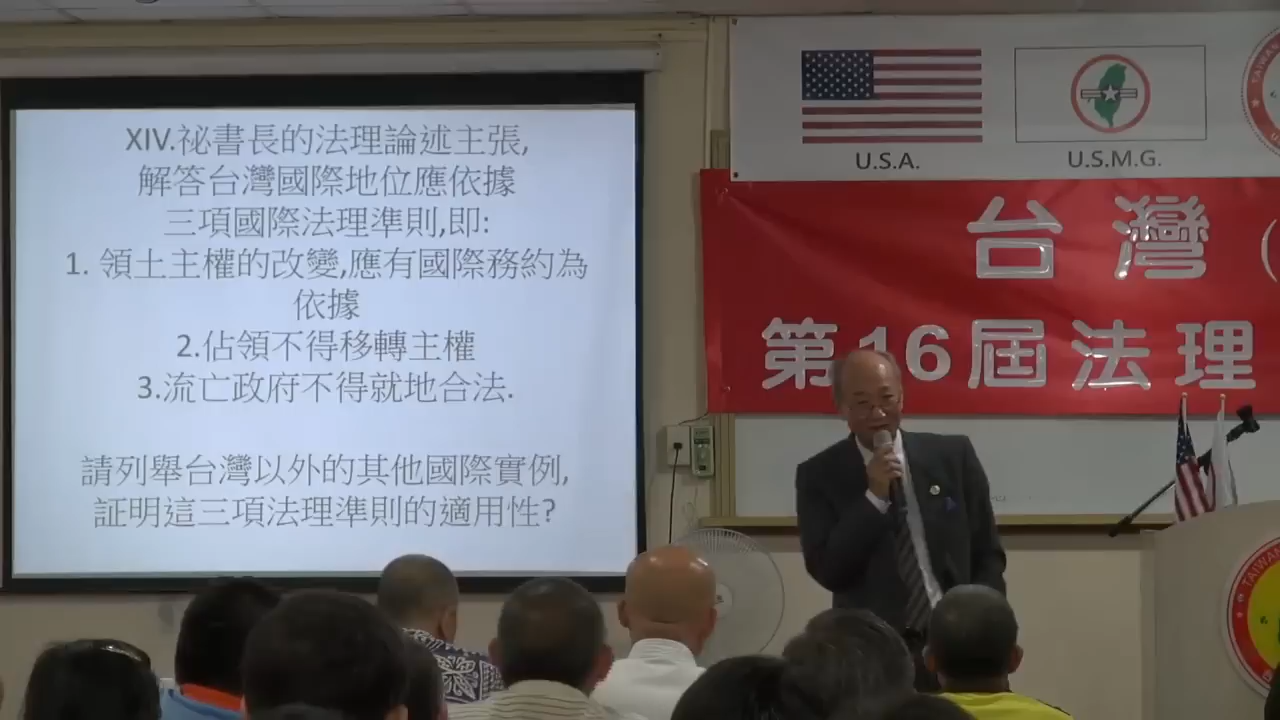 XIV.祕書長的法理論述主張,
解答台灣國際地位應依據
三項國際法理準則,即:
1. 領土主權的改變,應有國際務約為
依據
2.佔領不得移轉主權
3.流亡政府不得就地合法.
請列舉台灣以外的其他國際實例,
証明這三項法理準則的適用性?
U.S.A.
U.S.M.G.
台灣(
第16屆法理
TAIWAN
TAIWAN